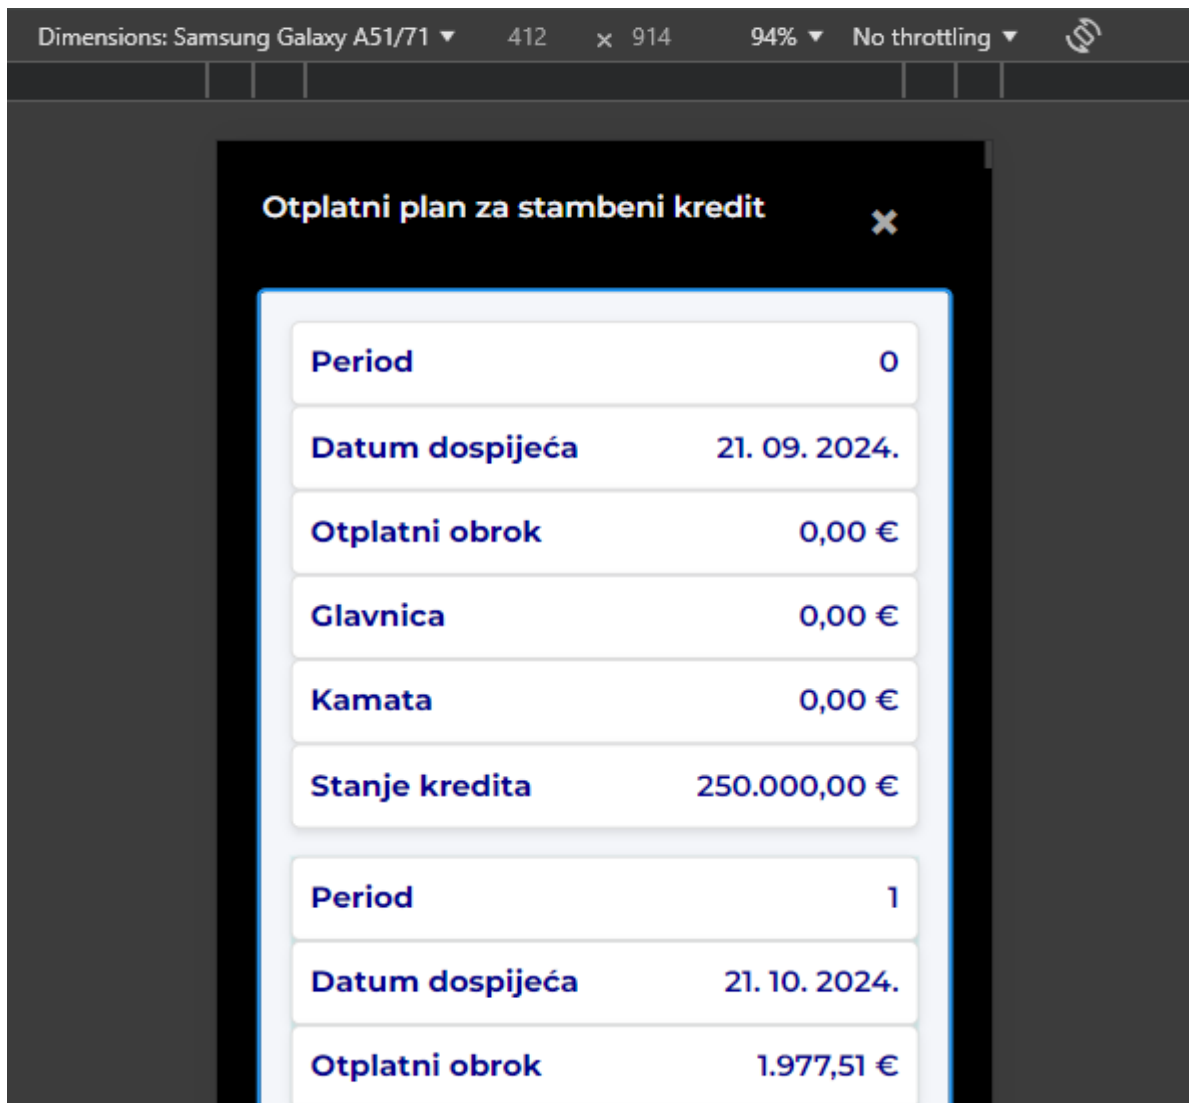 Dimensions: Samsung Galaxy A51/71 ▼ 412 × 914 94% ▼ No throttling ▼
Otplatni plan za stambeni kredit ×
Period 0
Datum dospijeća 21. 09. 2024.
Otplatni obrok 0,00 €
Glavnica 0,00 €
Kamata 0,00 €
Stanje kredita 250.000,00 €
Period 1
Datum dospijeća 21. 10. 2024.
Otplatni obrok 1.977,51 €